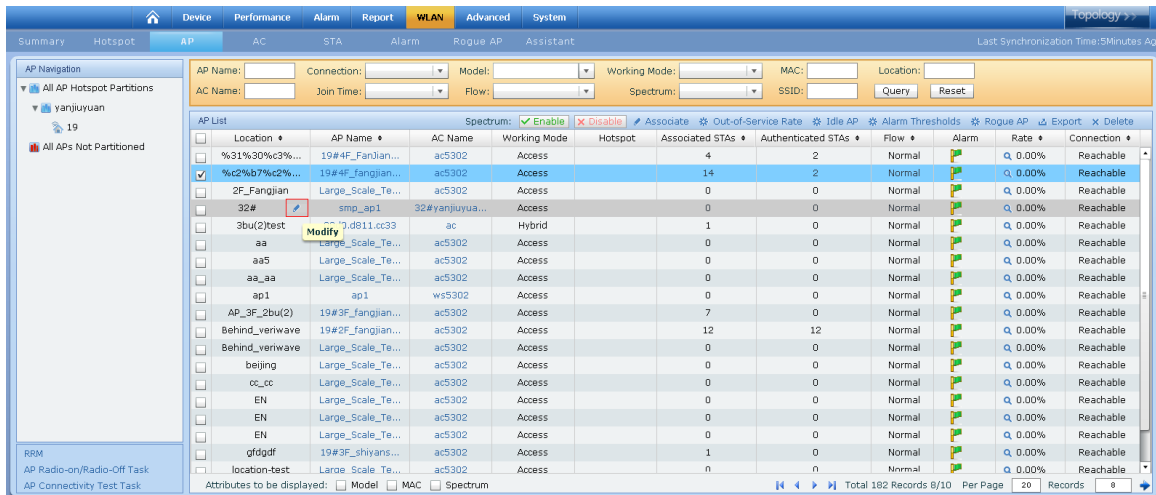 Device Performance Alarm Report WLAN Advanced System Topology >>
Summary Hotspot AP AC STA Alarm Rogue AP Assistant Last Synchronization Time:5Minutes Ag
AP Navigation
All AP Hotspot Partitions
yanjiuyuan
19
All APs Not Partitioned
RRM
AP Radio-on/Radio-Off Task
AP Connectivity Test Task
AP Name: Connection: Model: Working Mode: MAC: Location:
AC Name: Join Time: Flow: Spectrum: SSID: Query Reset
AP List Spectrum: Enable Disable Associate Out-of-Service Rate Idle AP Alarm Thresholds Rogue AP Export Delete
Location AP Name AC Name Working Mode Hotspot Associated STAs Authenticated STAs Flow Alarm Rate Connection
%31%30%c3%... 19#4F_FanJian... ac5302 Access 4 2 Normal 0.00% Reachable
%c2%b7%c2%... 19#4F_fangjian... ac5302 Access 14 2 Normal 0.00% Reachable
2F_Fangjian Large_Scale_Te... ac5302 Access 0 0 Normal 0.00% Reachable
32# smp_ap1 32#yanjiuyua... Access 0 0 Normal 0.00% Reachable
3bu(2)test .d811.cc33 ac Hybrid 1 0 Normal 0.00% Reachable
Modify
aa Large_Scale_Te... ac5302 Access 0 0 Normal 0.00% Reachable
aa5 Large_Scale_Te... ac5302 Access 0 0 Normal 0.00% Reachable
aa_aa Large_Scale_Te... ac5302 Access 0 0 Normal 0.00% Reachable
ap1 ap1 ws5302 Access 0 0 Normal 0.00% Reachable
AP_3F_2bu(2) 19#3F_fangjian... ac5302 Access 7 0 Normal 0.00% Reachable
Behind_veriwave 19#2F_fangjian... ac5302 Access 12 12 Normal 0.00% Reachable
Behind_veriwave Large_Scale_Te... ac5302 Access 0 0 Normal 0.00% Reachable
beijing Large_Scale_Te... ac5302 Access 0 0 Normal 0.00% Reachable
cc_cc Large_Scale_Te... ac5302 Access 0 0 Normal 0.00% Reachable
EN Large_Scale_Te... ac5302 Access 0 0 Normal 0.00% Reachable
EN Large_Scale_Te... ac5302 Access 0 0 Normal 0.00% Reachable
EN Large_Scale_Te... ac5302 Access 0 0 Normal 0.00% Reachable
gfdgdf 19#3F_shiyans... ac5302 Access 1 0 Normal 0.00% Reachable
location-test Large_Scale_Te... ac5302 Access 0 0 Normal 0.00% Reachable
Attributes to be displayed: Model MAC Spectrum Total 182 Records 8/10 Per Page 20 Records 8